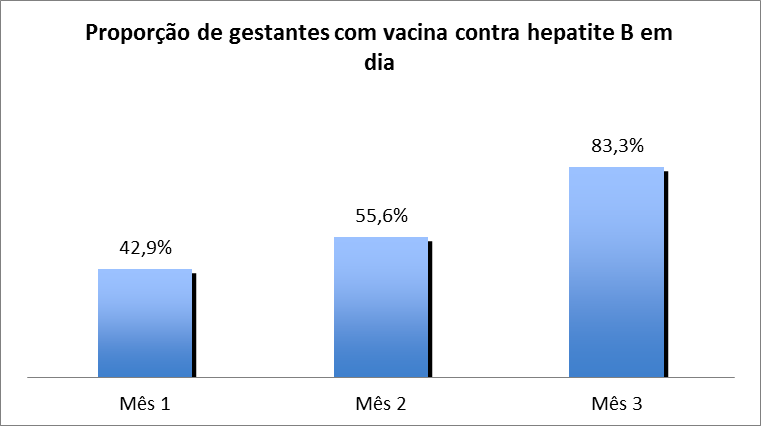 Proporção de gestantes com vacina contra hepatite B em
dia
83,3%
55,6%
42,9%
Mês 1
Mês 2
Mês 3